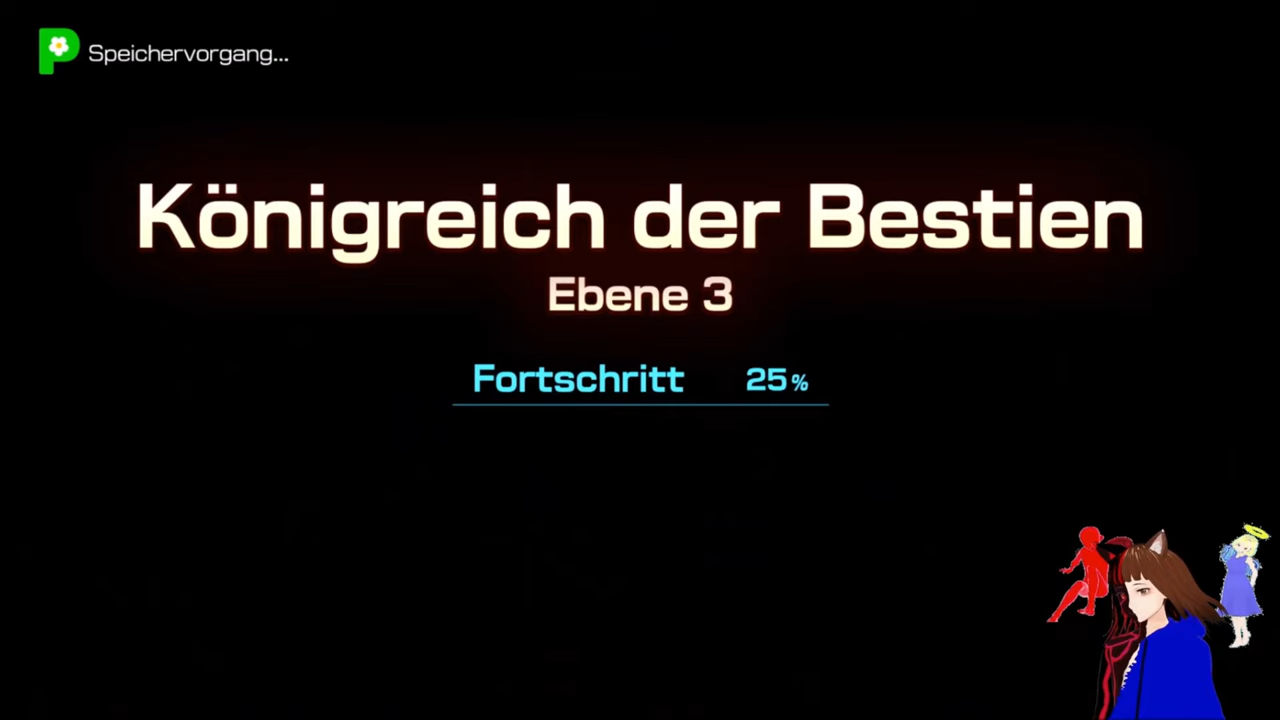 Speichervorgang...
Königreich der Bestien
Ebene 3
Fortschritt 25%